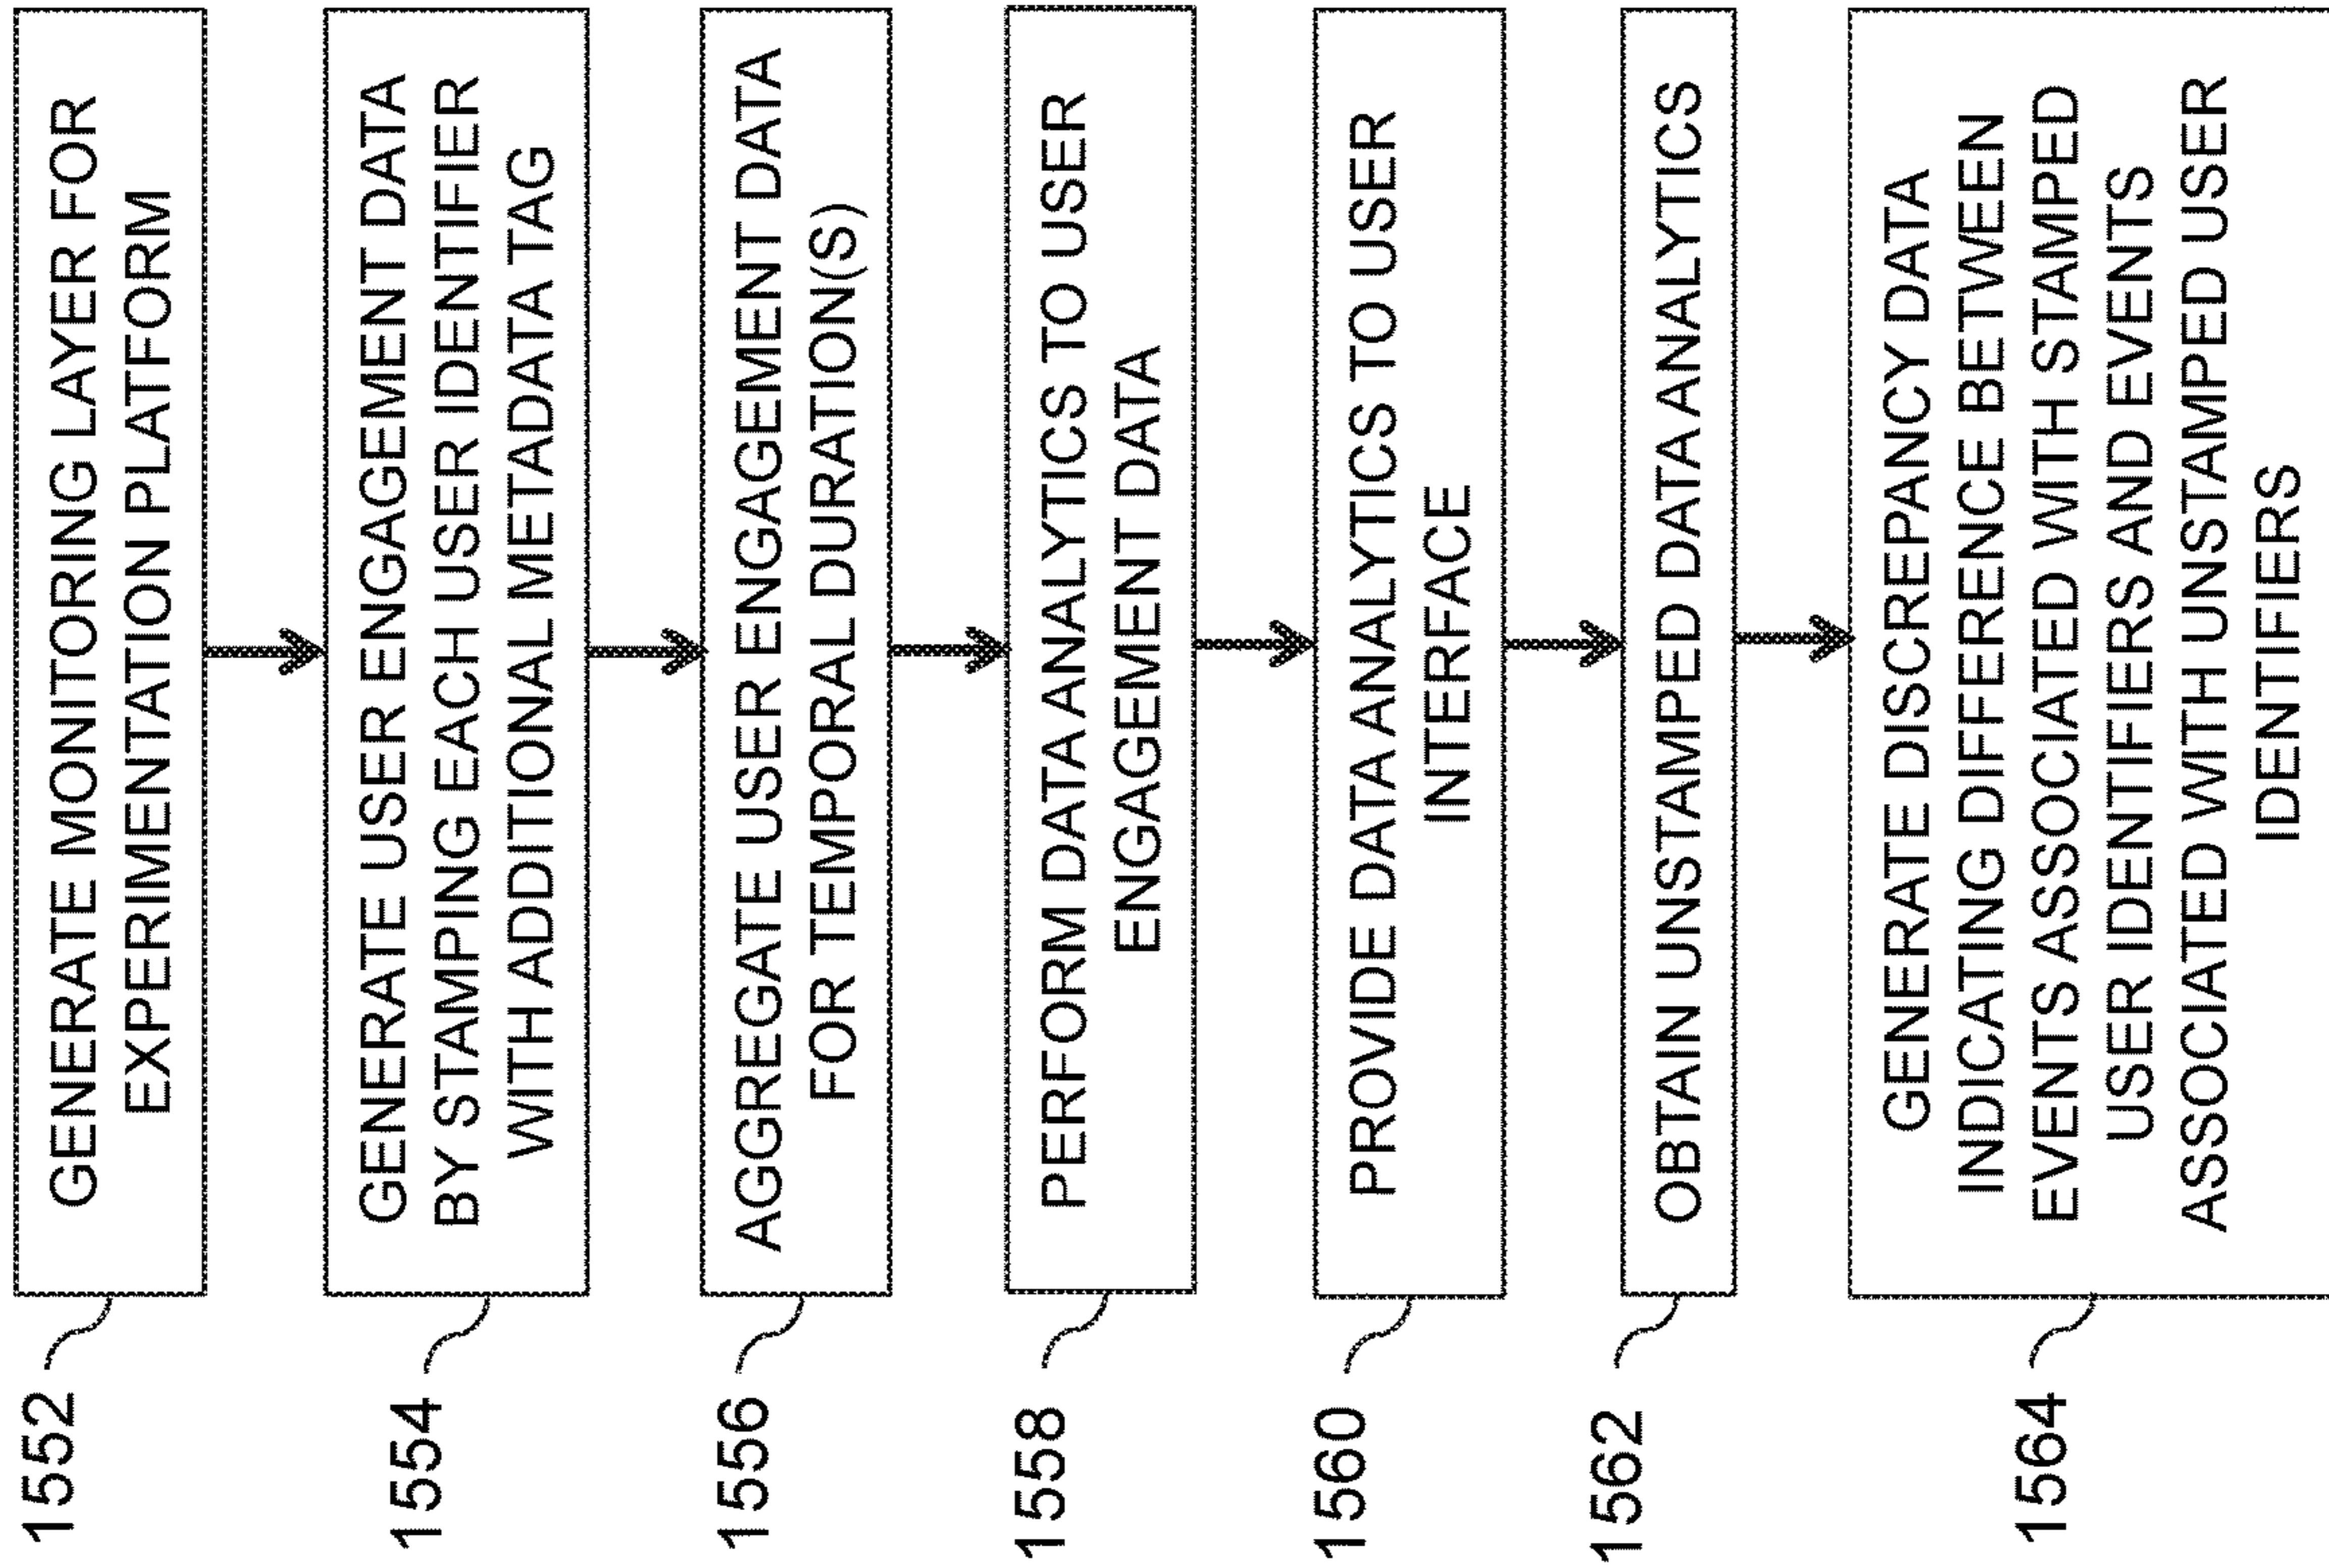 1552
GENERATE MONITORING LAYER FOR
EXPERIMENTATION PLATFORM
1554
GENERATE USER ENGAGEMENT DATA
BY STAMPING EACH USER IDENTIFIER
WITH ADDITIONAL METADATA TAG
1556
AGGREGATE USER ENGAGEMENT DATA
FOR TEMPORAL DURATION(S)
1558
PERFORM DATA ANALYTICS TO USER
ENGAGEMENT DATA
1560
PROVIDE DATA ANALYTICS TO USER
INTERFACE
1562
OBTAIN UNSTAMPED DATA ANALYTICS
1564
GENERATE DISCREPANCY DATA
INDICATING DIFFERENCE BETWEEN
EVENTS ASSOCIATED WITH STAMPED
USER IDENTIFIERS AND EVENTS
ASSOCIATED WITH UNSTAMPED USER
IDENTIFIERS